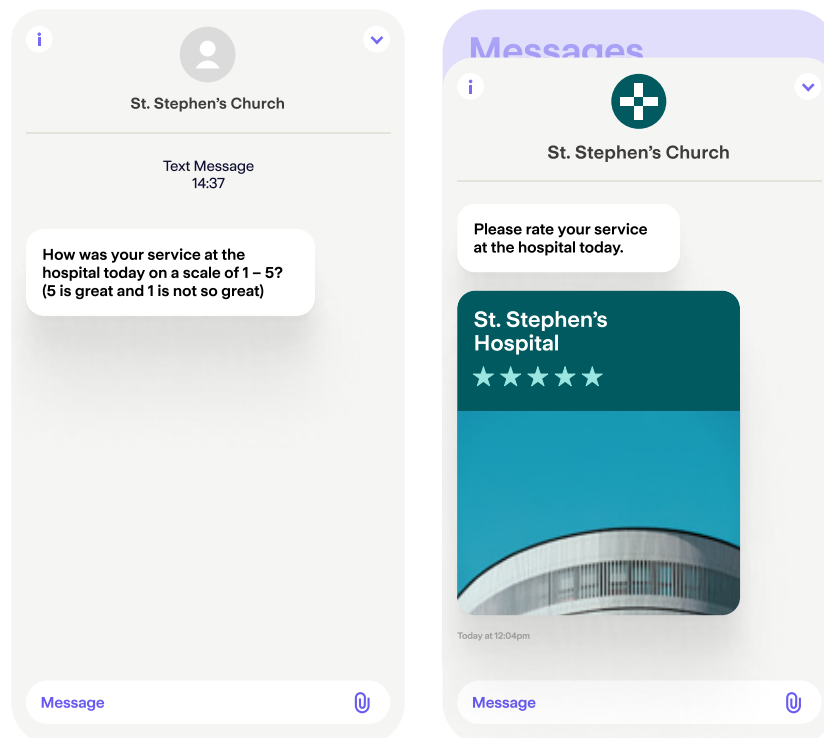 St. Stephen’s Church
Text Message
14:37
How was your service at the
hospital today on a scale of 1 – 5?
(5 is great and 1 is not so great)
Message
Messages
St. Stephen’s Church
Please rate your service
at the hospital today.
St. Stephen’s
Hospital
Today at 12:04pm
Message